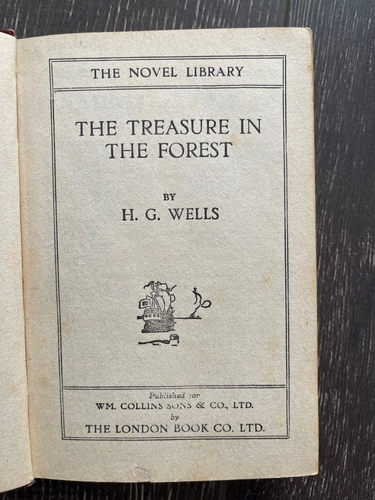 THE NOVEL LIBRARY
THE TREASURE IN
THE FOREST
BY
H. G. WELLS
Published for
WM. COLLINS SONS & CO., LTD.
by
THE LONDON BOOK CO. LTD.